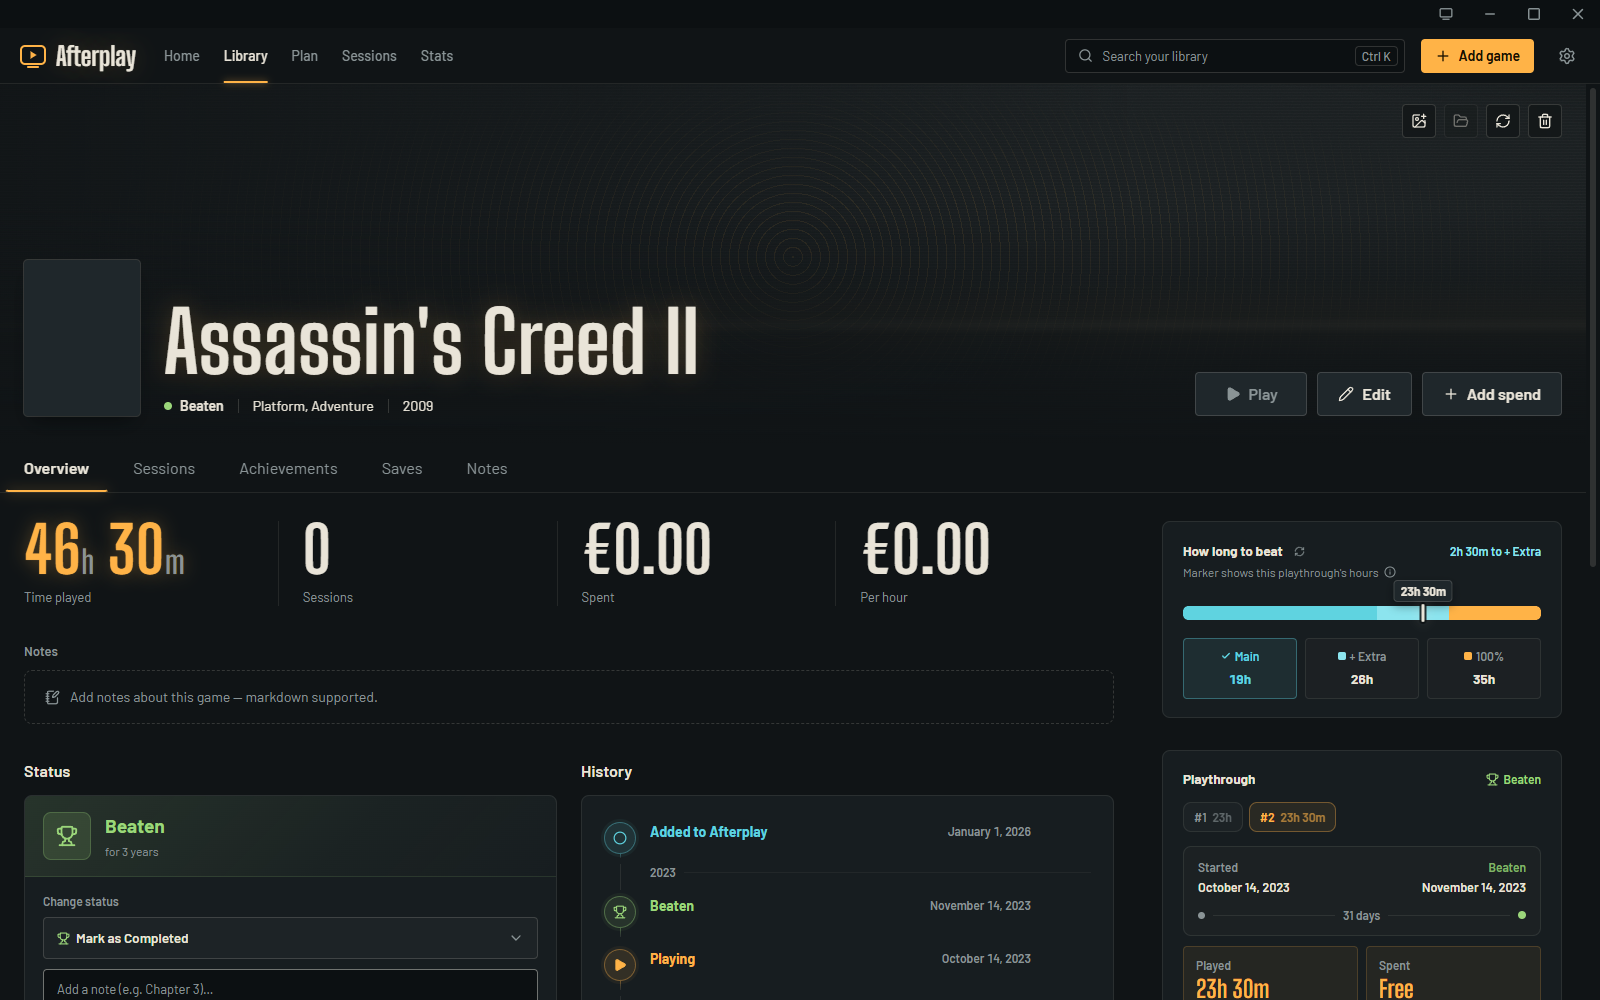 Afterplay
Home
Library
Plan
Sessions
Stats
Search your library
Ctrl K
Add game
Assassin's Creed II
Beaten
Platform, Adventure
2009
Play
Edit
Add spend
Overview
Sessions
Achievements
Saves
Notes
46h 30m
Time played
0
Sessions
€0.00
Spent
€0.00
Per hour
How long to beat
2h 30m to + Extra
Marker shows this playthrough's hours
23h 30m
Main
19h
+ Extra
26h
100%
35h
Notes
Add notes about this game — markdown supported.
Status
Beaten
for 3 years
Change status
Mark as Completed
Add a note (e.g. Chapter 3)...
History
Added to Afterplay
January 1, 2026
2023
Beaten
November 14, 2023
Playing
October 14, 2023
Playthrough
Beaten
#1 23h
#2 23h 30m
Started
Beaten
October 14, 2023
November 14, 2023
31 days
Played
23h 30m
Spent
Free